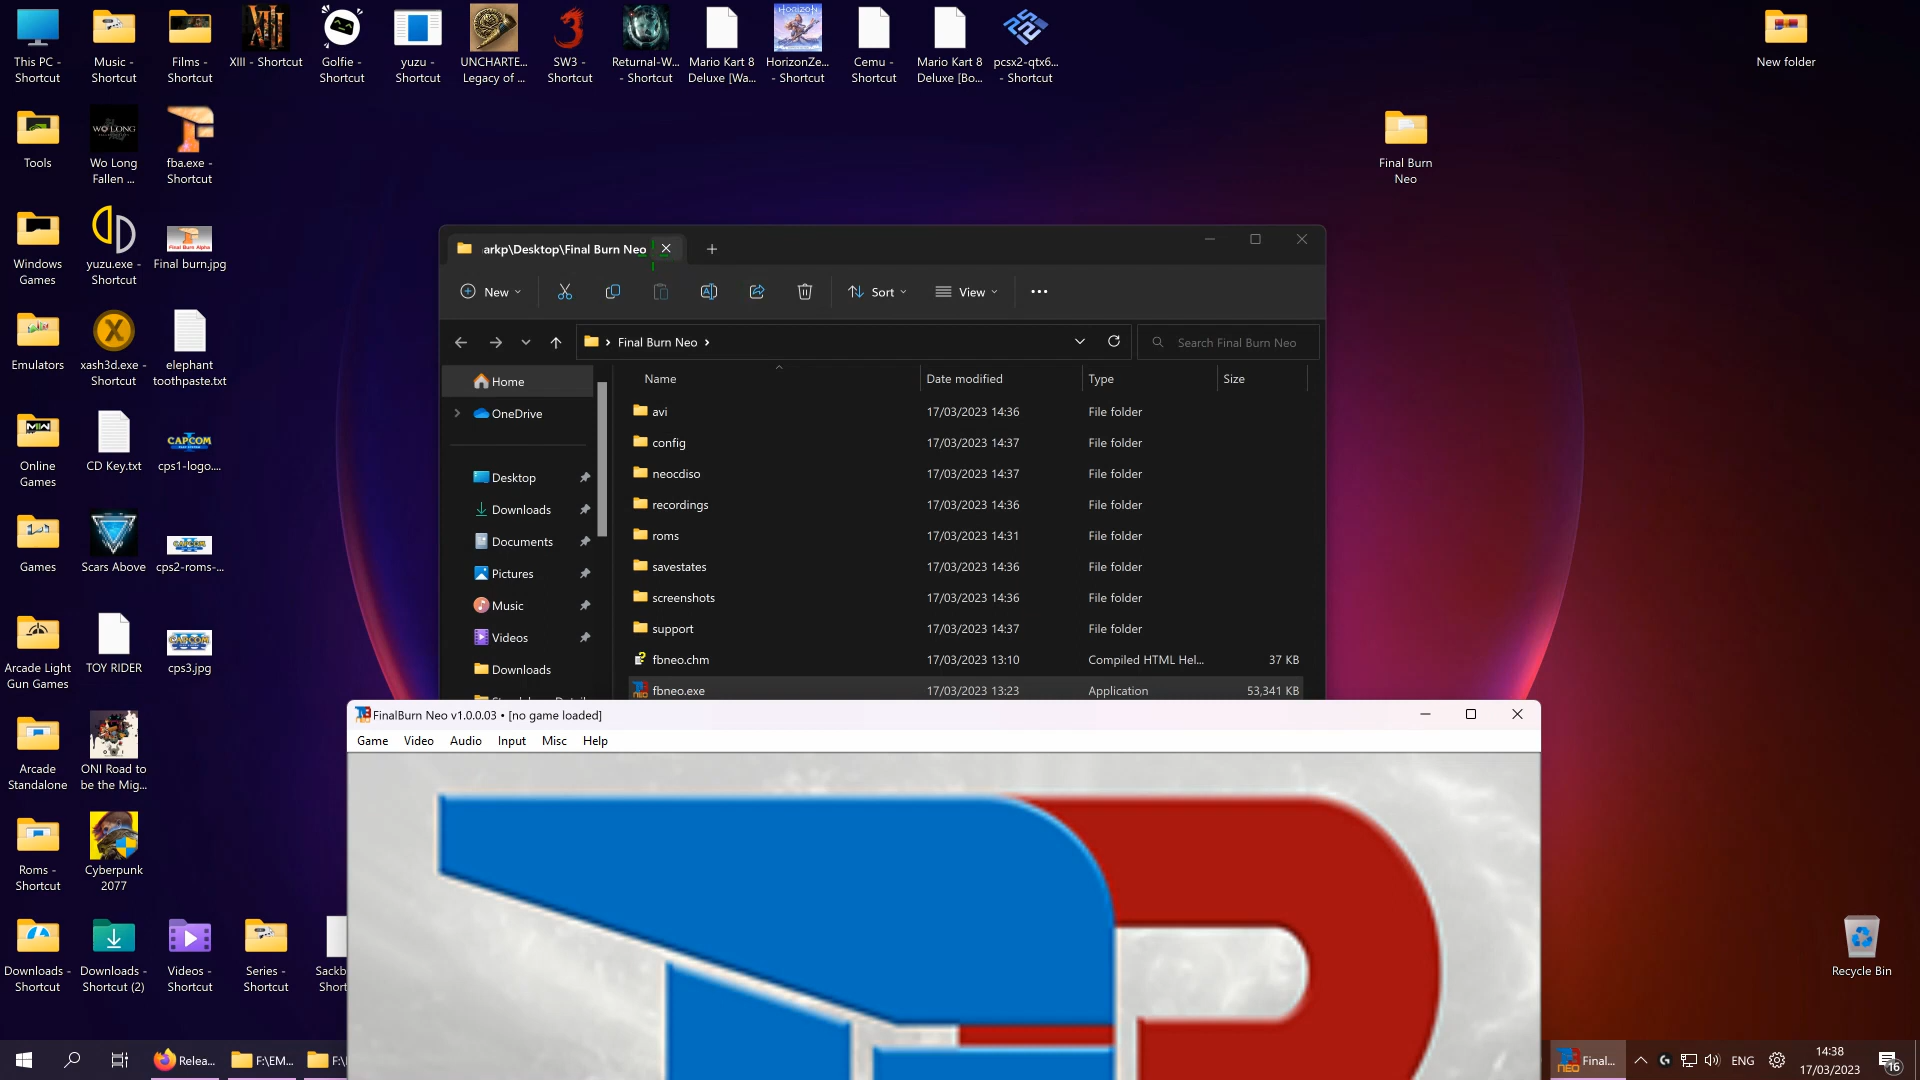 This PC -
Shortcut
Music -
Shortcut
Films -
Shortcut
XIII - Shortcut
Golfie -
Shortcut
yuzu -
Shortcut
UNCHARTE...
Legacy of ...
SW3 -
Shortcut
Returnal-W...
- Shortcut
Mario Kart 8
Deluxe [Wa...
HorizonZe...
- Shortcut
Cemu -
Shortcut
Mario Kart 8
Deluxe [Bo...
pcsx2-qtx6...
- Shortcut
New folder
Tools
Wo Long
Fallen ...
fba.exe -
Shortcut
Final Burn
Neo
Windows
Games
yuzu.exe -
Shortcut
Final burn.jpg
Emulators
xash3d.exe -
Shortcut
elephant
toothpaste.txt
Online
Games
CD Key.txt
cps1-logo....
Games
Scars Above
cps2-roms-...
Arcade Light
Gun Games
TOY RIDER
cps3.jpg
Arcade
Standalone
ONI Road to
be the Mig...
Roms -
Shortcut
Cyberpunk
2077
Downloads -
Shortcut
Downloads -
Shortcut (2)
Videos -
Shortcut
Series -
Shortcut
Sackb
Short
Recycle Bin
arkp\Desktop\Final Burn Neo
New
Sort
View
Final Burn Neo
Search Final Burn Neo
Home
OneDrive
Desktop
Downloads
Documents
Pictures
Music
Videos
Downloads
Name Date modified Type Size
avi 17/03/2023 14:36 File folder
config 17/03/2023 14:37 File folder
neocdiso 17/03/2023 14:37 File folder
recordings 17/03/2023 14:36 File folder
roms 17/03/2023 14:31 File folder
savestates 17/03/2023 14:36 File folder
screenshots 17/03/2023 14:36 File folder
support 17/03/2023 14:37 File folder
fbneo.chm 17/03/2023 13:10 Compiled HTML Hel... 37 KB
fbneo.exe 17/03/2023 13:23 Application 53,341 KB
FinalBurn Neo v1.0.0.03 • [no game loaded]
Game Video Audio Input Misc Help
Relea...
F:\EM...
F:\
Final...
ENG
14:38
17/03/2023
16